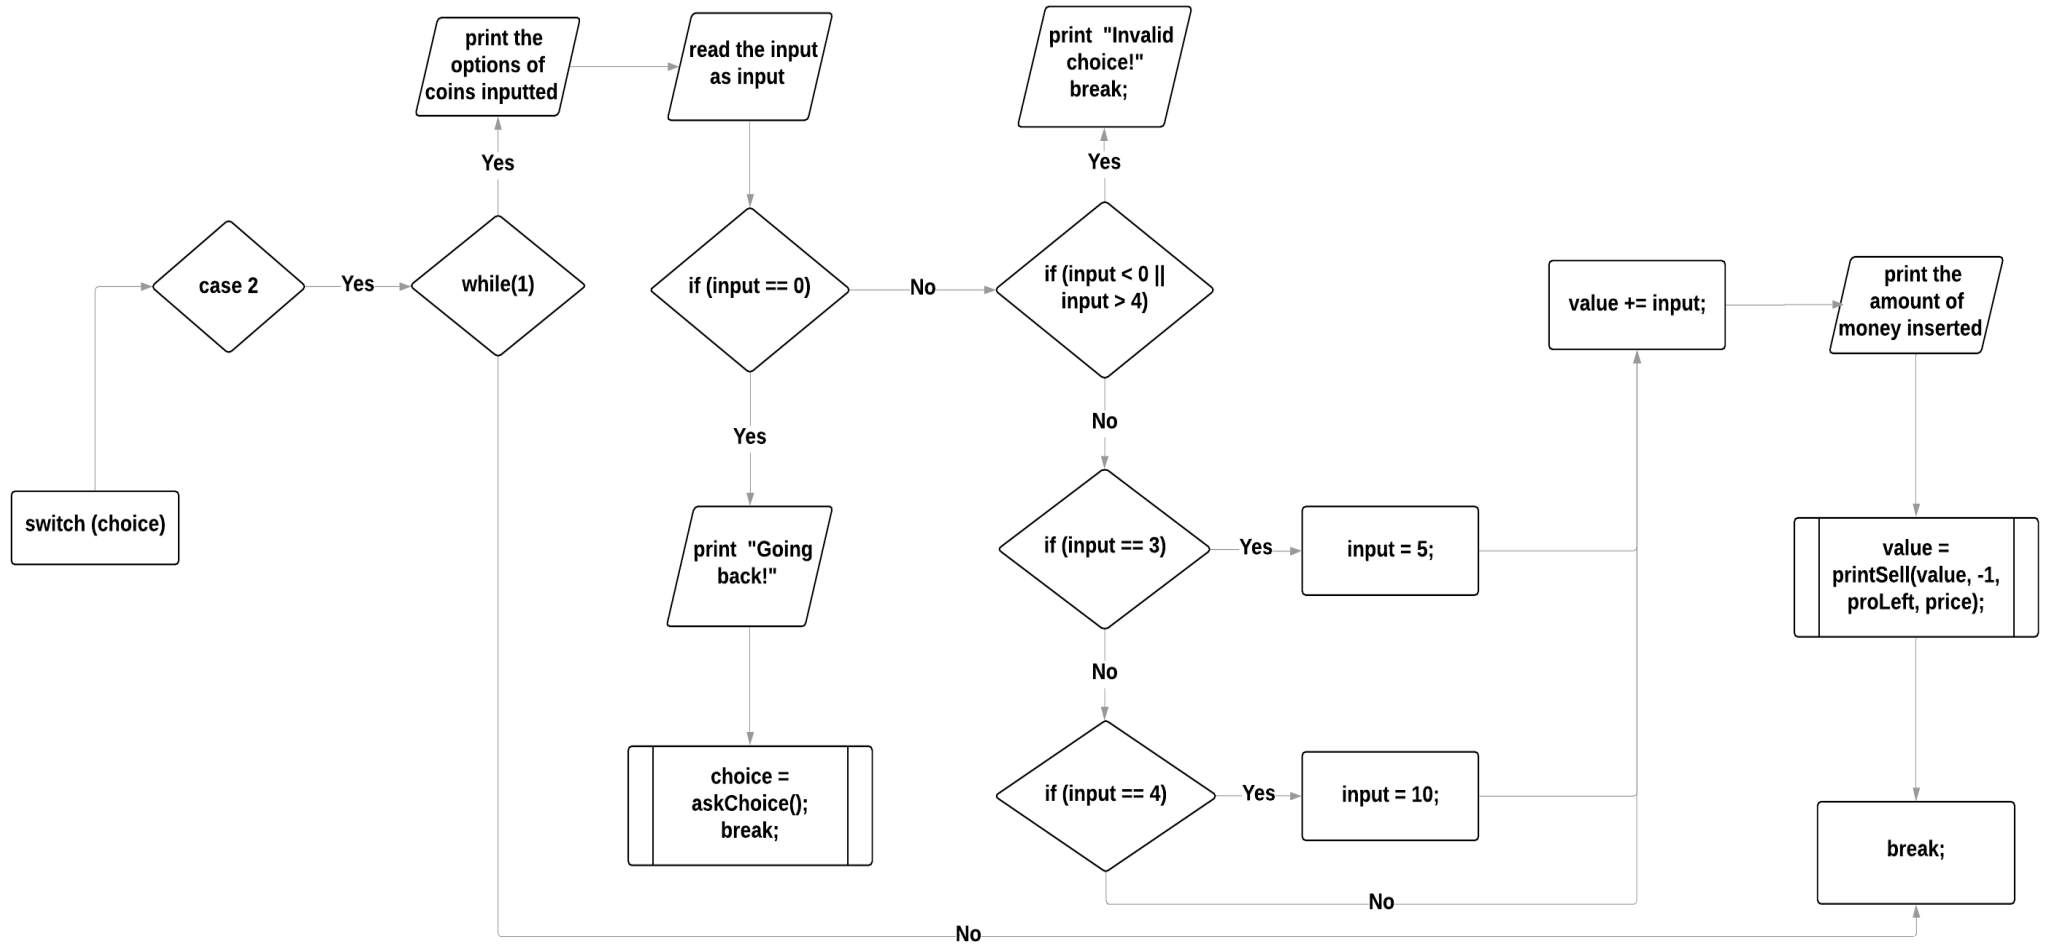 switch (choice)
case 2
Yes
while(1)
Yes
print the
options of
coins inputted
read the input
as input
if (input == 0)
Yes
print "Going
back!"
choice =
askChoice();
break;
No
if (input < 0 ||
input > 4)
Yes
print "Invalid
choice!"
break;
No
if (input == 3)
Yes
input = 5;
No
if (input == 4)
Yes
input = 10;
No
value += input;
print the
amount of
money inserted
value =
printSell(value, -1,
proLeft, price);
break;
No